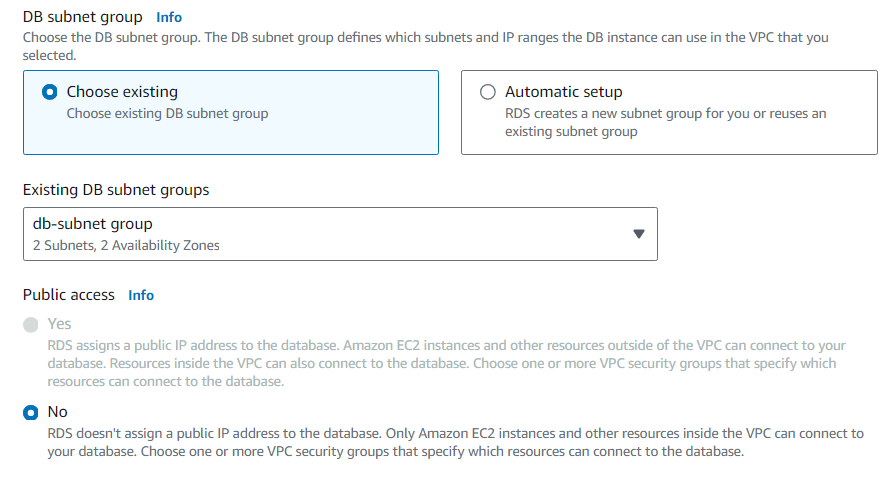 DB subnet group Info
Choose the DB subnet group. The DB subnet group defines which subnets and IP ranges the DB instance can use in the VPC that you
selected.
Choose existing
Choose existing DB subnet group
Automatic setup
RDS creates a new subnet group for you or reuses an
existing subnet group
Existing DB subnet groups
db-subnet group
2 Subnets, 2 Availability Zones
Public access Info
Yes
RDS assigns a public IP address to the database. Amazon EC2 instances and other resources outside of the VPC can connect to your
database. Resources inside the VPC can also connect to the database. Choose one or more VPC security groups that specify which
resources can connect to the database.
No
RDS doesn't assign a public IP address to the database. Only Amazon EC2 instances and other resources inside the VPC can connect to
your database. Choose one or more VPC security groups that specify which resources can connect to the database.